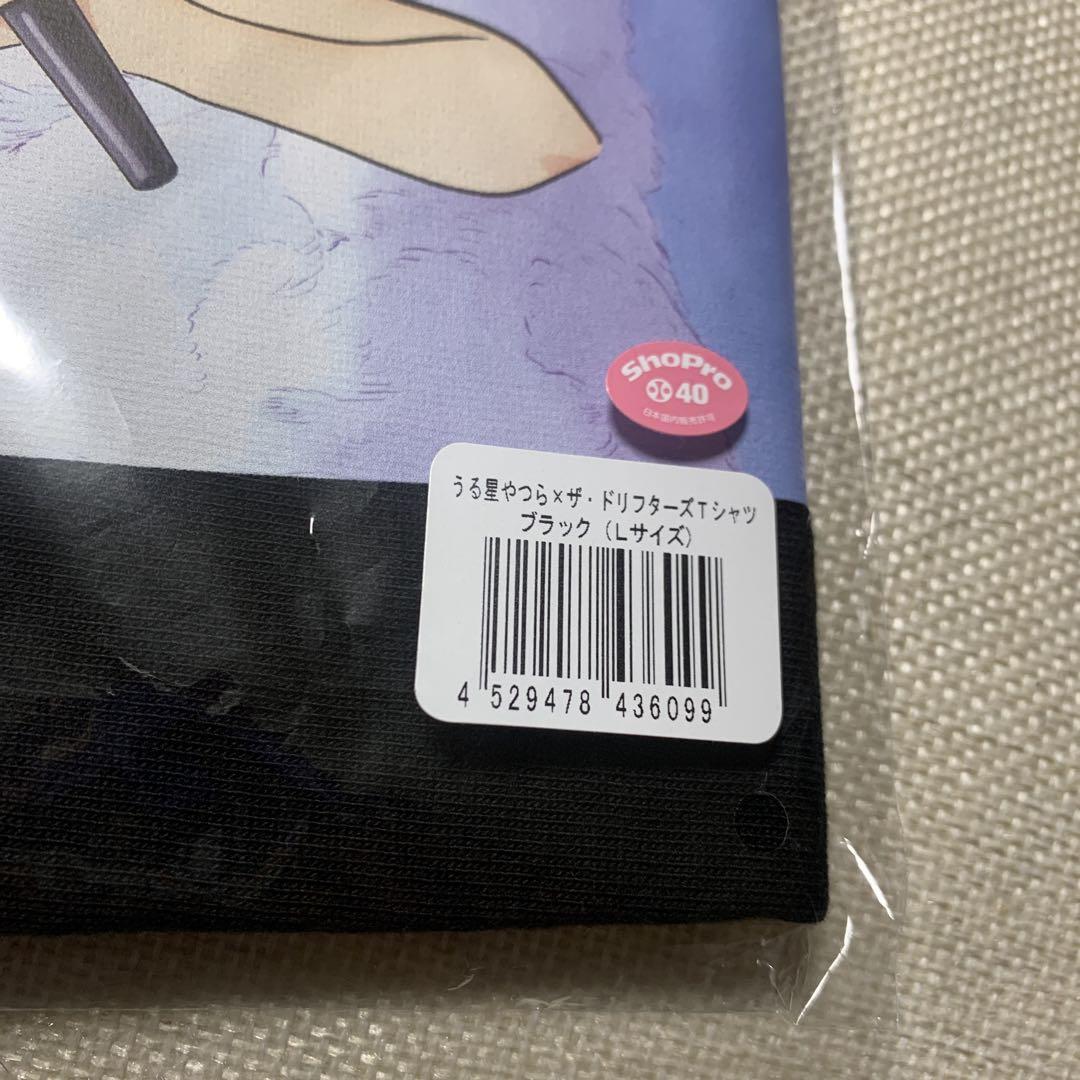 ShoPro
40
日本国内販売許可
うる星やつら×ザ・ドリフターズTシャツ
ブラック（Lサイズ）
4 529478 436099